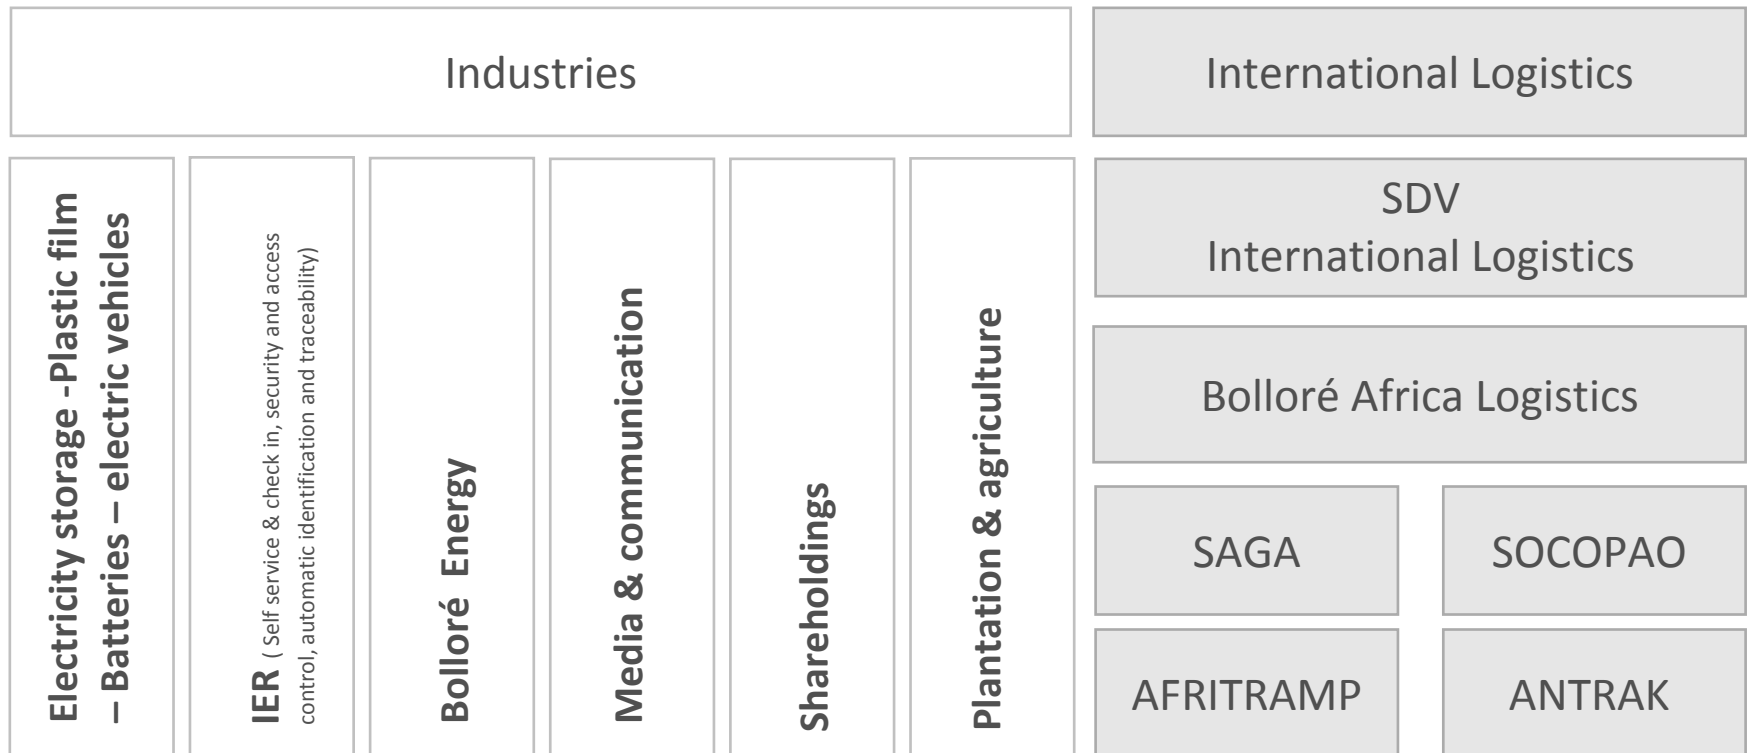 Industries
International Logistics
Electricity storage -Plastic film
– Batteries – electric vehicles
IER ( Self service & check in, security and access
control, automatic identification and traceability)
Bolloré Energy
Media & communication
Shareholdings
Plantation & agriculture
SDV
International Logistics
Bolloré Africa Logistics
SAGA
SOCOPAO
AFRITRAMP
ANTRAK